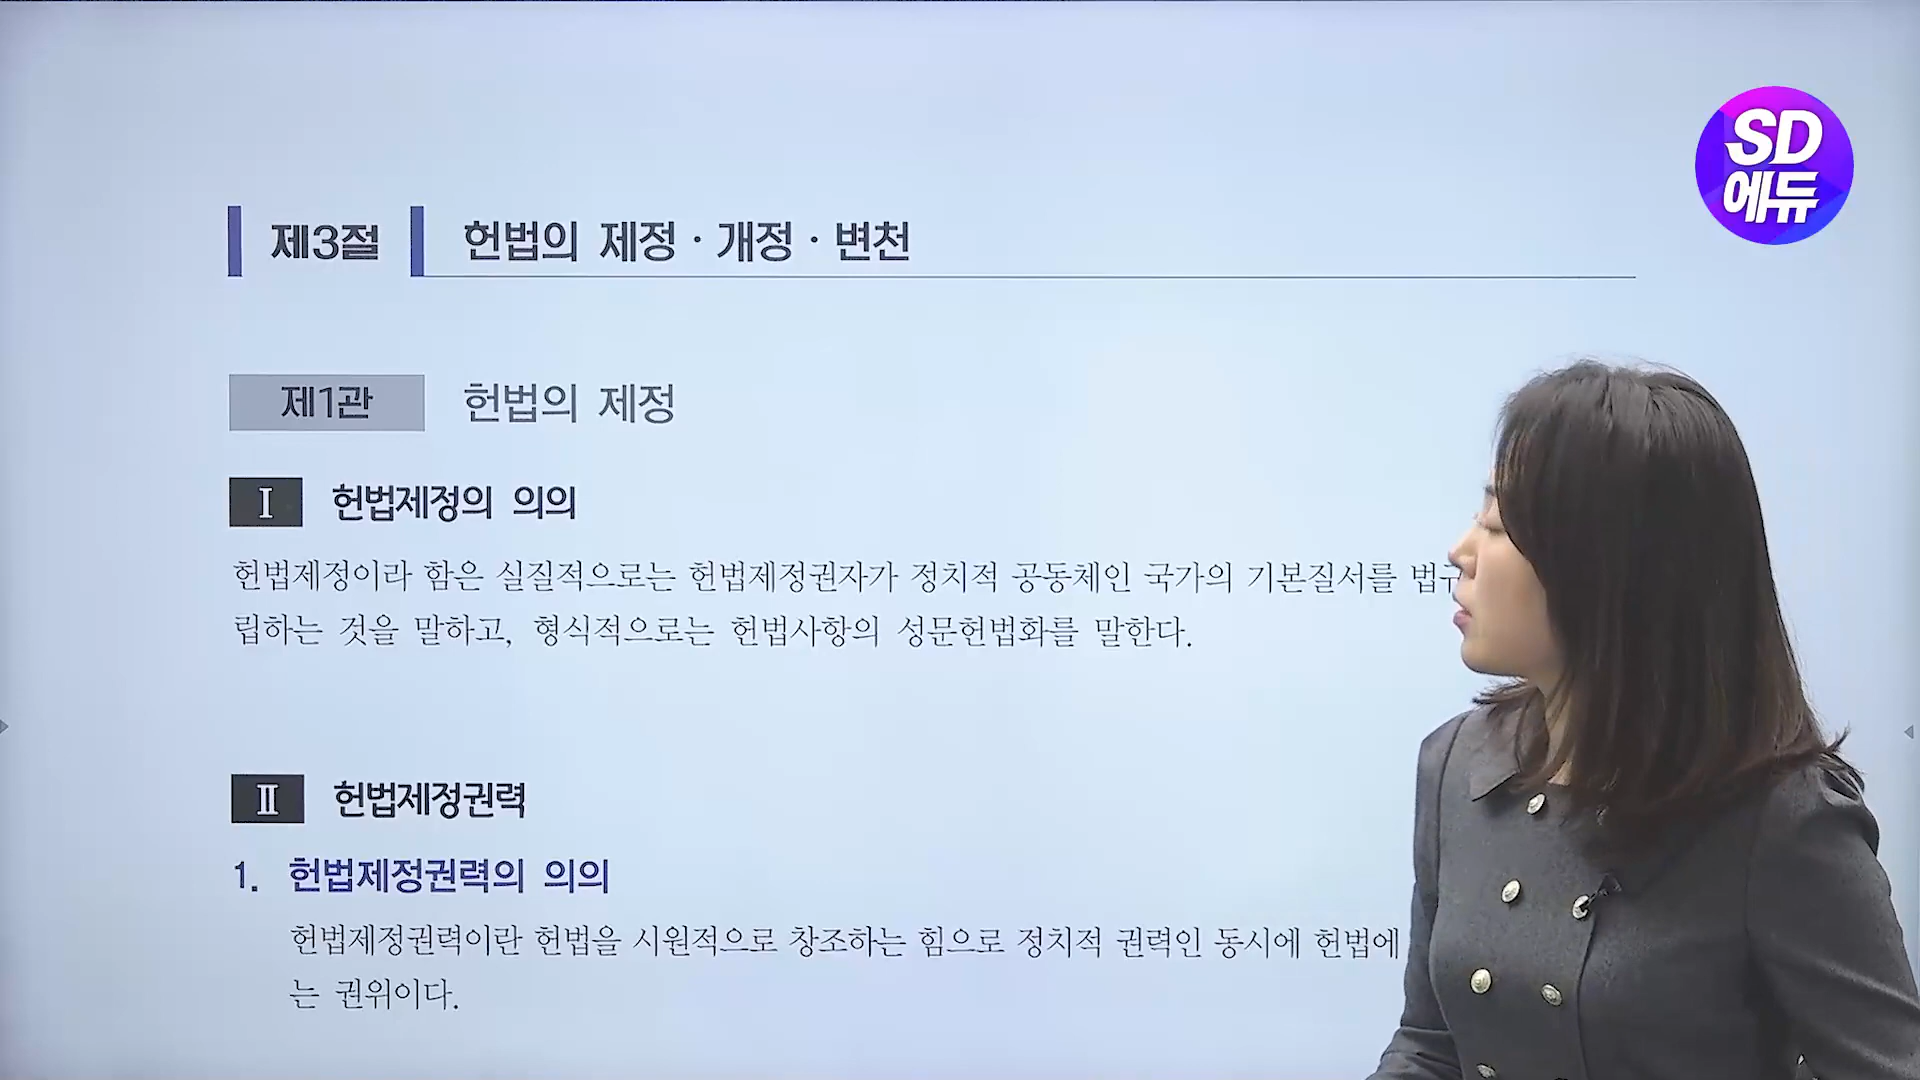 SD
에듀
제3절 헌법의 제정·개정·변천
제1관 헌법의 제정
Ⅰ 헌법제정의 의의
헌법제정이라 함은 실질적으로는 헌법제정권자가 정치적 공동체인 국가의 기본질서를
립하는 것을 말하고, 형식적으로는 헌법사항의 성문헌법화를 말한다.
Ⅱ 헌법제정권력
1. 헌법제정권력의 의의
헌법제정권력이란 헌법을 시원적으로 창조하는 힘으로 정치적 권력인 동시에 헌법에
는 권위이다.